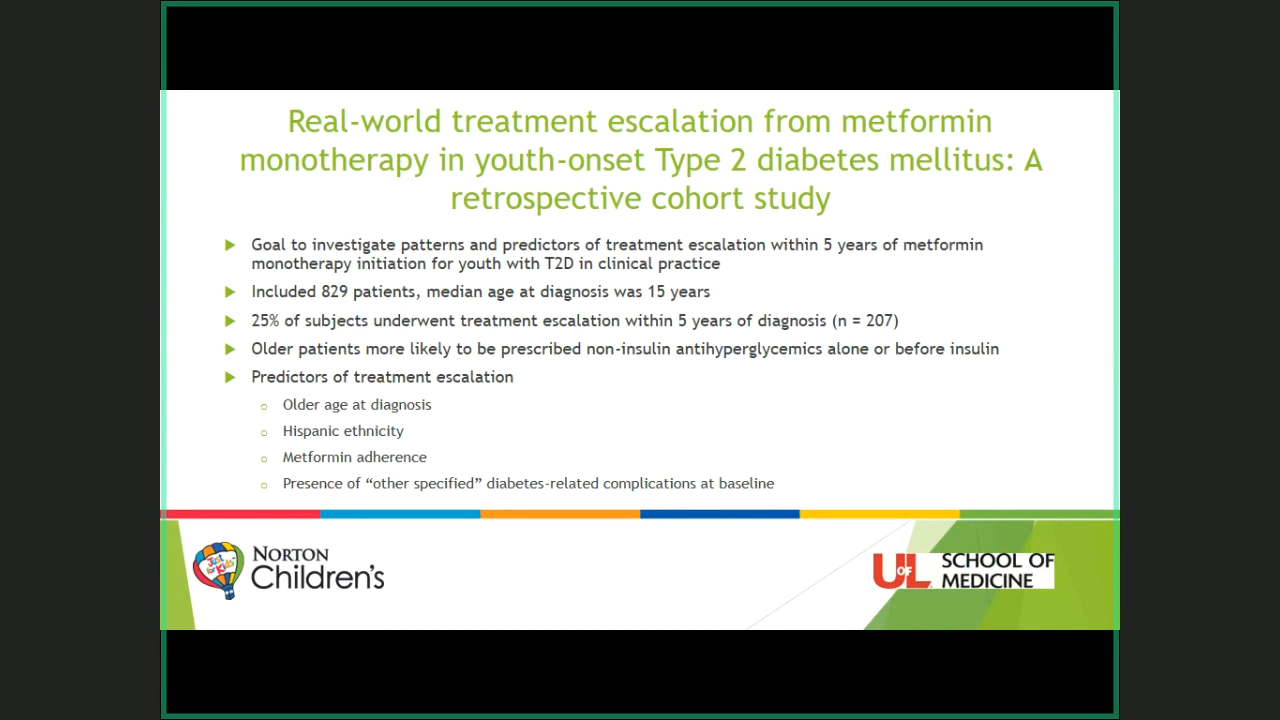 Real-world treatment escalation from metformin
monotherapy in youth-onset Type 2 diabetes mellitus: A
retrospective cohort study
Goal to investigate patterns and predictors of treatment escalation within 5 years of metformin
monotherapy initiation for youth with T2D in clinical practice
Included 829 patients, median age at diagnosis was 15 years
25% of subjects underwent treatment escalation within 5 years of diagnosis (n = 207)
Older patients more likely to be prescribed non-insulin antihyperglycemics alone or before insulin
Predictors of treatment escalation
Older age at diagnosis
Hispanic ethnicity
Metformin adherence
Presence of “other specified” diabetes-related complications at baseline
Just
for Kids
NORTON
Children's
UOFL
SCHOOL OF
MEDICINE